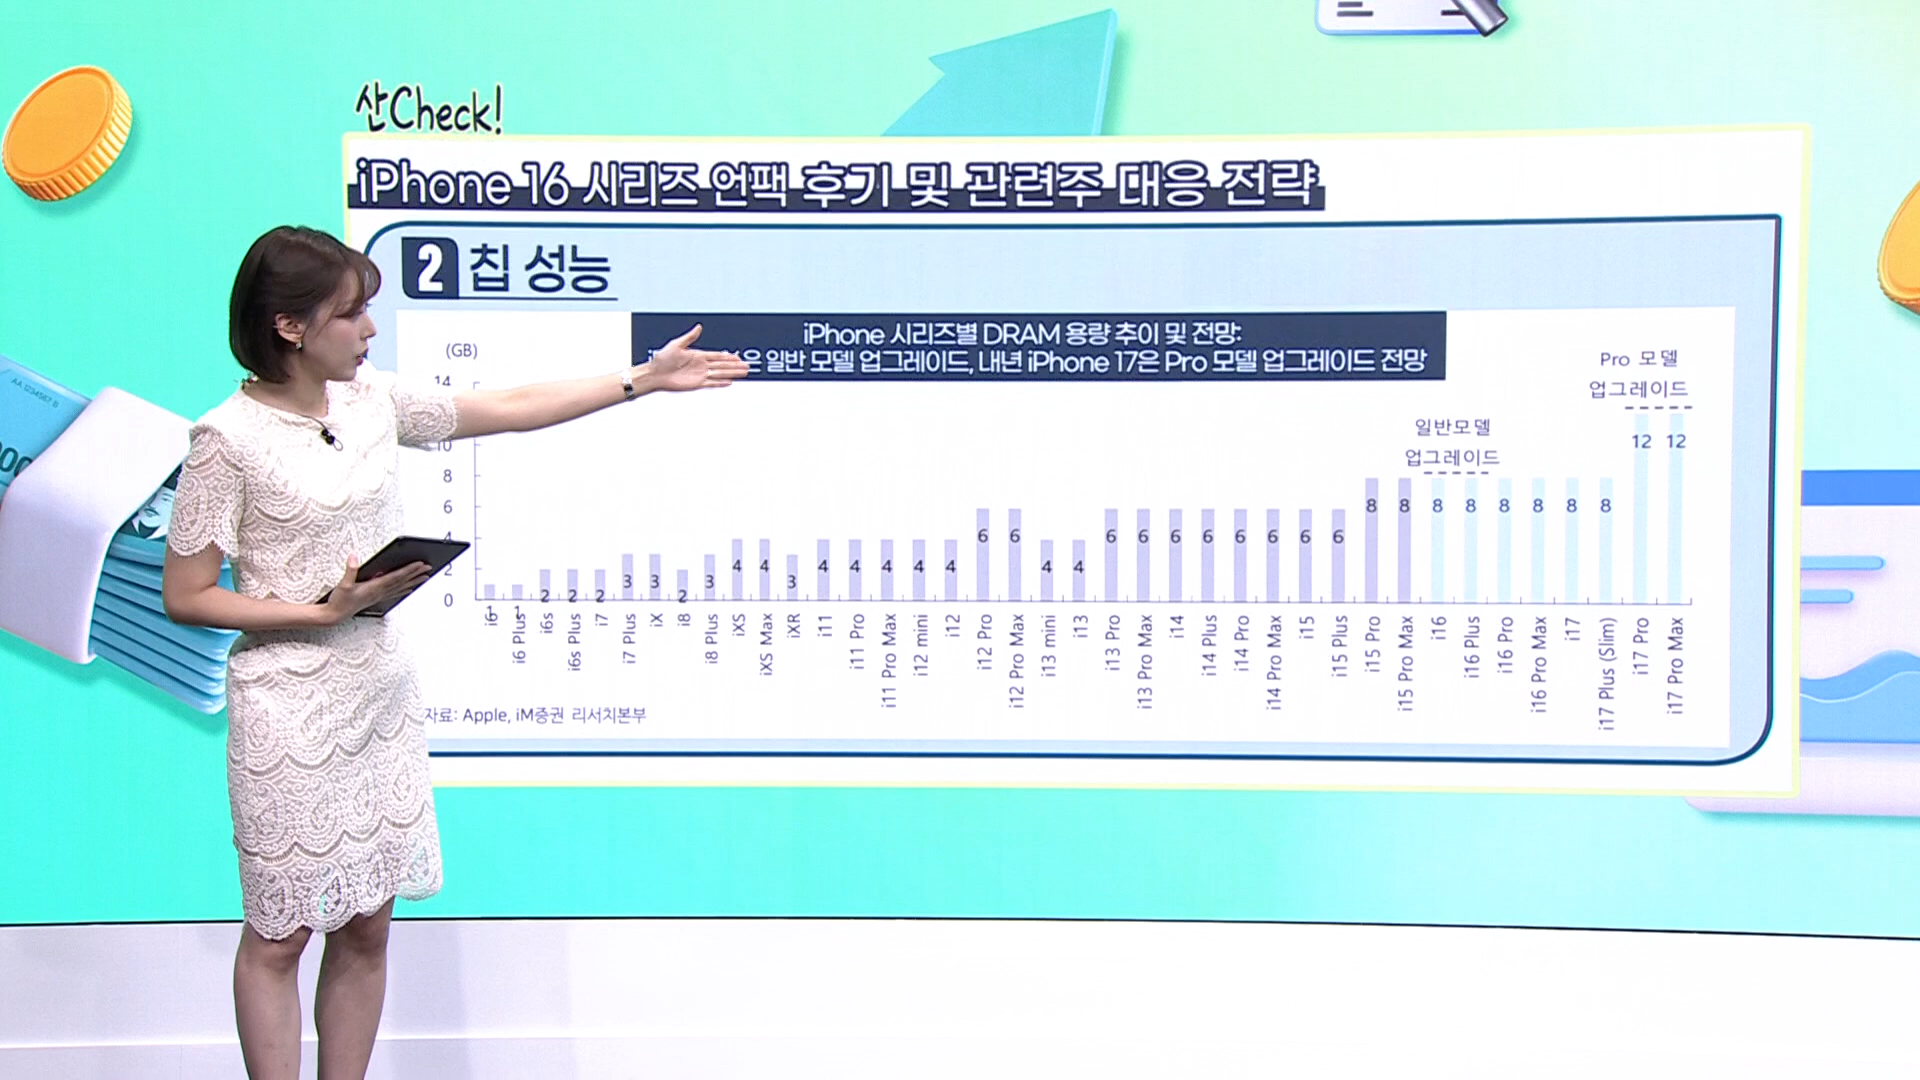 산Check!
iPhone 16 시리즈 언팩 후기 및 관련주 대응 전략
2 칩 성능
iPhone 시리즈별 DRAM 용량 추이 및 전망:
은 일반 모델 업그레이드, 내년 iPhone 17은 Pro 모델 업그레이드 전망
(GB)
14
10
8
6
4
2
0
Pro 모델
업그레이드
일반모델
업그레이드
1 1 2 2 2 3 3 2 3 4 4 3 4 4 4 4 4 6 6 4 4 6 6 6 6 6 6 6 6 8 8 8 8 8 8 8 8 12 12
i6 i6 Plus i6s i6s Plus i7 i7 Plus iX i8 i8 Plus iXS iXS Max iXR i11 i11 Pro i11 Pro Max i12 mini i12 i12 Pro i12 Pro Max i13 mini i13 i13 Pro i13 Pro Max i14 i14 Plus i14 Pro i14 Pro Max i15 i15 Plus i15 Pro i15 Pro Max i16 i16 Plus i16 Pro i16 Pro Max i17 i17 Plus (Slim) i17 Pro i17 Pro Max
자료: Apple, iM증권 리서치본부